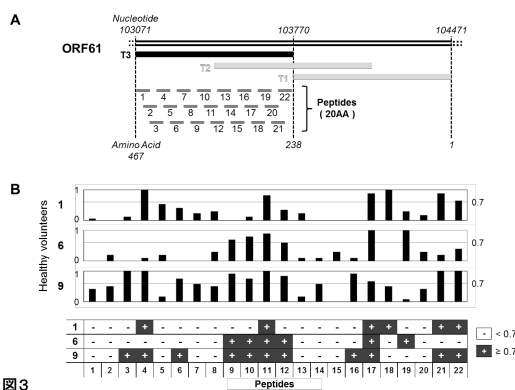 A
Nucleotide
103071 103770 104471
ORF61
T3
T2
T1
1 4 7 10 13 16 19 22
2 5 8 11 14 17 20
3 6 9 12 15 18 21
Peptides
( 20AA )
Amino Acid
467 238 1
B
Healthy volunteers
1
1
0
0.7
6
1
0
0.7
9
1
0
0.7
1 - - - + - - - - - - + - - - - - + + - - + +
6 - - - - - - - - + + + + - - - - + - + - - -
9 - - + + - + - - + + + + - - - + + - - - + +
- < 0.7
+ ≥ 0.7
1 2 3 4 5 6 7 8 9 10 11 12 13 14 15 16 17 18 19 20 21 22
Peptides
図3